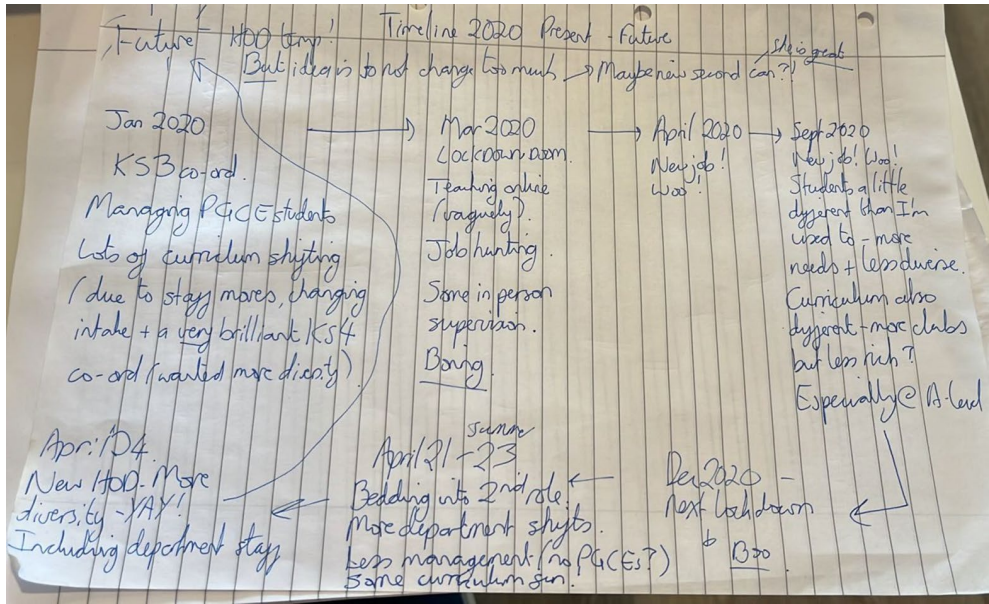 Timeline 2020 Present - Future
Future HOD temp!
But idea is to not change too much → Maybe new second can?!
she is great
Jan 2020
KS3 co-ord.
Managing PGCE students
Lots of curriculum shifting
(due to staff moves, changing
intake + a very brilliant KS4
co-ord (wanted more diversity)
Mar 2020
Lockdown Doom.
Teaching online
(vaguely).
Job hunting.
Some in person
supervision.
Boring
April 2020
New job!
Woo!
Sept 2020
New job! Woo!
Students a little
different than I'm
used to - more
needs + less diverse.
Curriculum also
different - more clubs
but less rich?
Especially @ A-level
Dec 2020 -
next lockdown
Boo
June
April 21 - 23
Bedding into 2nd role.
More department shifts.
Less management (no PGCEs?)
Some curriculum fun.
April 24.
New HOD. More
diversity - YAY!
Including department staff